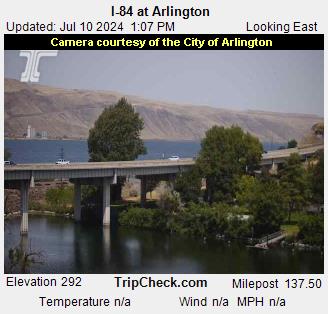 I-84 at Arlington
Updated: Jul 10 2024 1:07 PM Looking East
Camera courtesy of the City of Arlington
Elevation 292 TripCheck.com Milepost 137.50
Temperature n/a Wind n/a MPH n/a